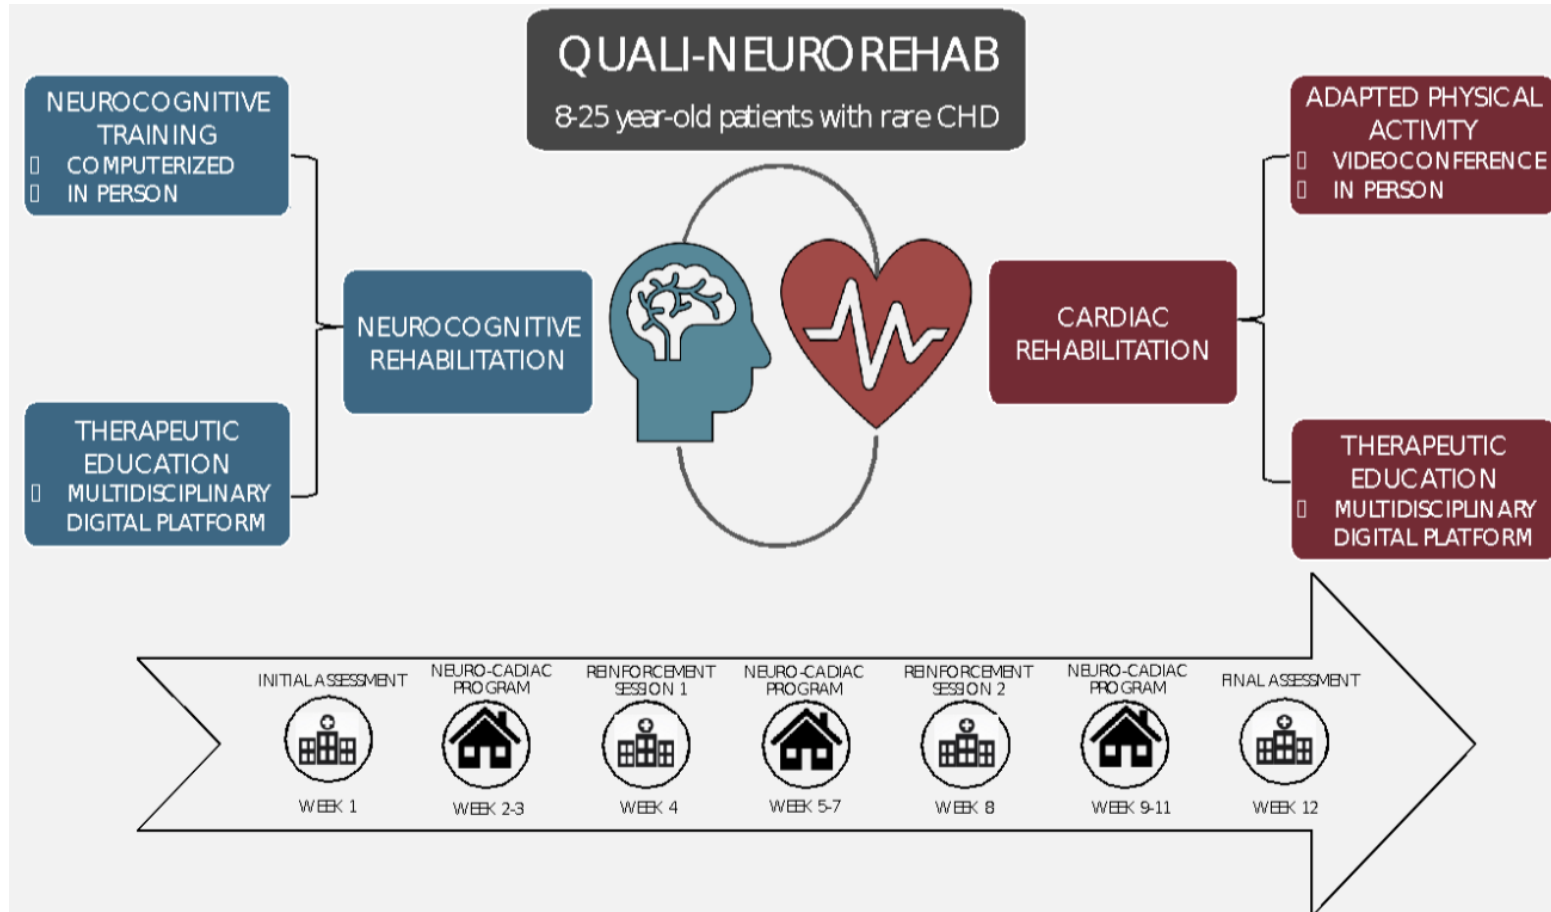 QUALI-NEUROREHAB
8-25 year-old patients with rare CHD
NEUROCOGNITIVE
TRAINING
▯ COMPUTERIZED
▯ IN PERSON
NEUROCOGNITIVE
REHABILITATION
THERAPEUTIC
EDUCATION
▯ MULTIDISCIPLINARY
DIGITAL PLATFORM
ADAPTED PHYSICAL
ACTIVITY
▯ VIDEOCONFERENCE
▯ IN PERSON
CARDIAC
REHABILITATION
THERAPEUTIC
EDUCATION
▯ MULTIDISCIPLINARY
DIGITAL PLATFORM
INITIAL ASSESSMENT
WEEK 1
NEURO-CADIAC
PROGRAM
WEEK 2-3
REINFORCEMENT
SESSION 1
WEEK 4
NEURO-CADIAC
PROGRAM
WEEK 5-7
REINFORCEMENT
SESSION 2
WEEK 8
NEURO-CADIAC
PROGRAM
WEEK 9-11
FINAL ASSESSMENT
WEEK 12